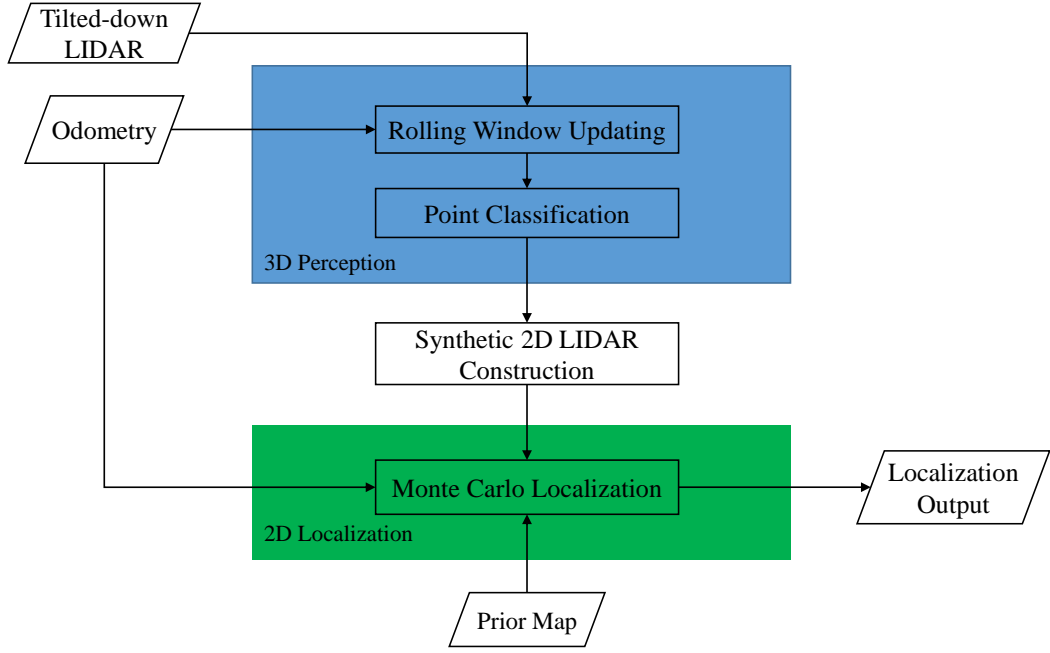 Tilted-down
LIDAR
Odometry
Rolling Window Updating
Point Classification
3D Perception
Synthetic 2D LIDAR
Construction
Monte Carlo Localization
2D Localization
Localization
Output
Prior Map